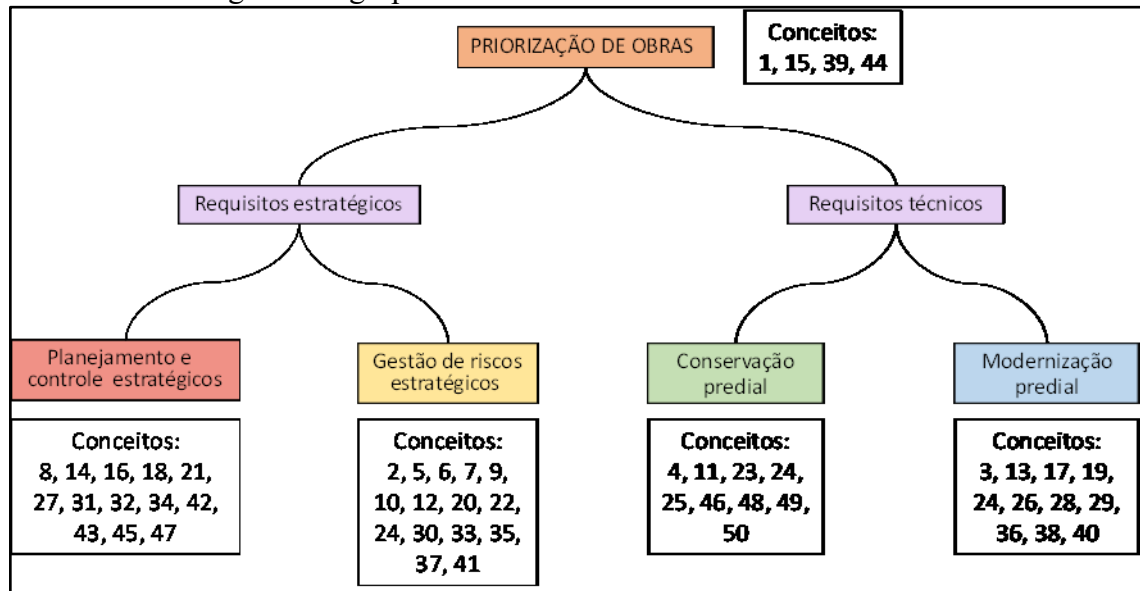 PRIORIZAÇÃO DE OBRAS
Conceitos:
1, 15, 39, 44
Requisitos estratégicos
Requisitos técnicos
Planejamento e
controle estratégicos
Gestão de riscos
estratégicos
Conservação
predial
Modernização
predial
Conceitos:
8, 14, 16, 18, 21,
27, 31, 32, 34, 42,
43, 45, 47
Conceitos:
2, 5, 6, 7, 9,
10, 12, 20, 22,
24, 30, 33, 35,
37, 41
Conceitos:
4, 11, 23, 24,
25, 46, 48, 49,
50
Conceitos:
3, 13, 17, 19,
24, 26, 28, 29,
36, 38, 40